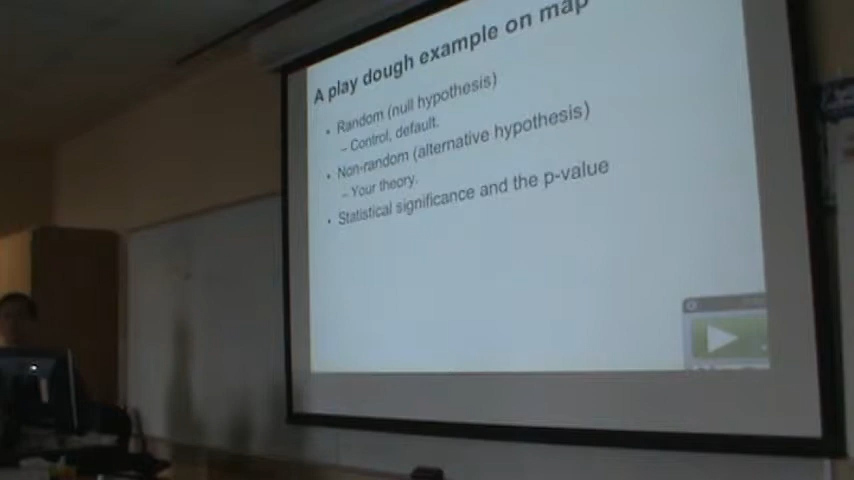 A play dough example on map
• Random (null hypothesis)
– Control, default.
• Non-random (alternative hypothesis)
– Your theory.
• Statistical significance and the p-value